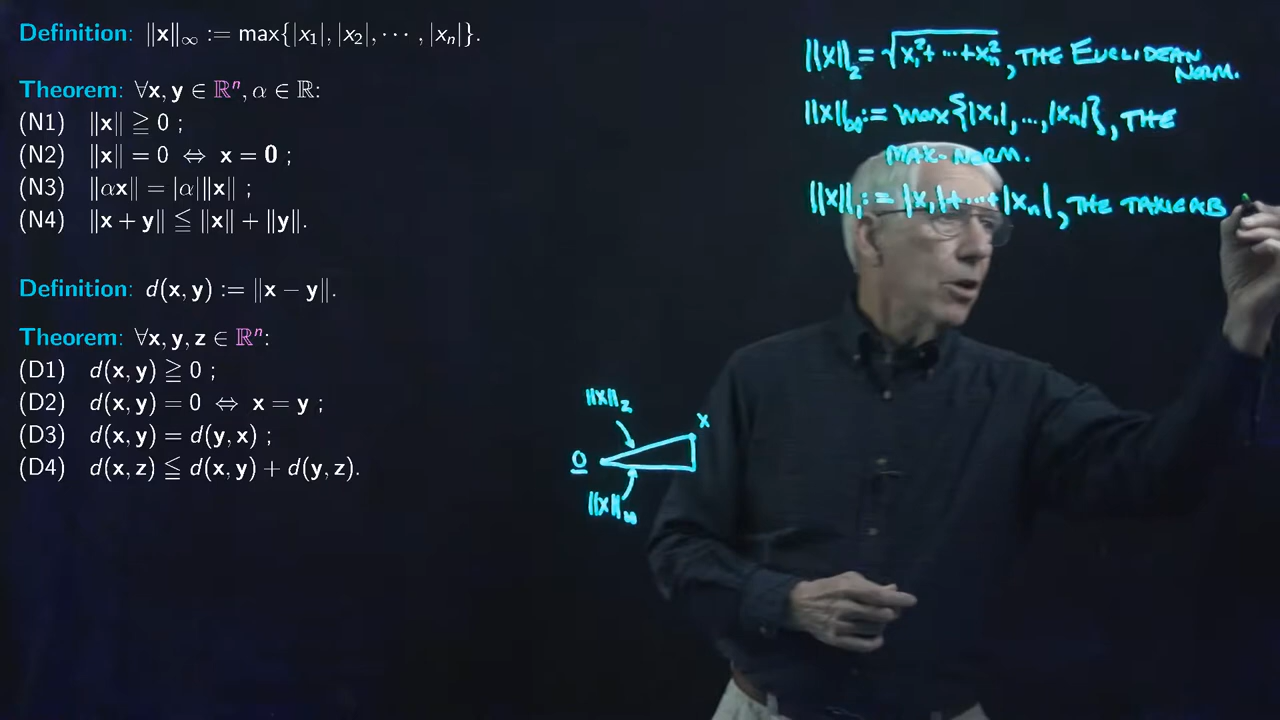 Definition: ‖x‖∞ := max{|x₁|, |x₂|, ⋯ , |xₙ|}.
Theorem: ∀x, y ∈ ℝⁿ, α ∈ ℝ:
(N1) ‖x‖ ≧ 0 ;
(N2) ‖x‖ = 0 ⇔ x = 0 ;
(N3) ‖αx‖ = |α|‖x‖ ;
(N4) ‖x + y‖ ≦ ‖x‖ + ‖y‖.
Definition: d(x, y) := ‖x − y‖.
Theorem: ∀x, y, z ∈ ℝⁿ:
(D1) d(x, y) ≧ 0 ;
(D2) d(x, y) = 0 ⇔ x = y ;
(D3) d(x, y) = d(y, x) ;
(D4) d(x, z) ≦ d(x, y) + d(y, z).
‖x‖₂ = √(x₁² + ⋯ + xₙ²), THE EUCLIDEAN
NORM.
‖x‖∞ := max{|x₁|, ..., |xₙ|}, THE
MAX-NORM.
‖x‖₁ := |x₁| + ⋯ + |xₙ|, THE TAXICAB
‖x‖₂
x
0
‖x‖∞